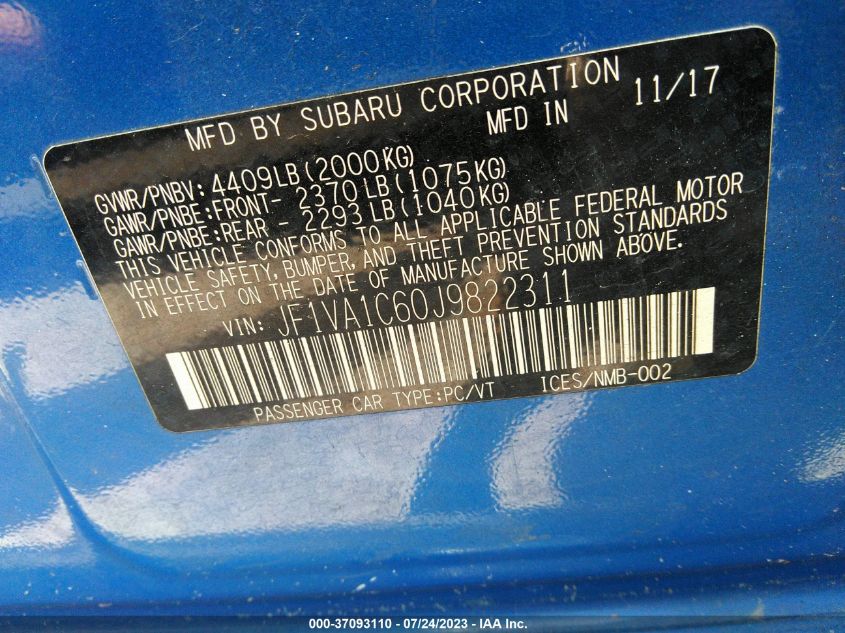 MFD BY SUBARU CORPORATION 11/17
MFD IN
GVWR/PNBV: 4409LB (2000KG)
GAWR/PNBE:FRONT- 2370 LB (1075KG)
GAWR/PNBE:REAR - 2293 LB (1040KG)
THIS VEHICLE CONFORMS TO ALL APPLICABLE FEDERAL MOTOR
VEHICLE SAFETY, BUMPER, AND THEFT PREVENTION STANDARDS
IN EFFECT ON THE DATE OF MANUFACTURE SHOWN ABOVE.
VIN: JF1VA1C60J9822311
PASSENGER CAR TYPE:PC/VT ICES/NMB-002
000-37093110 - 07/24/2023 - IAA Inc.